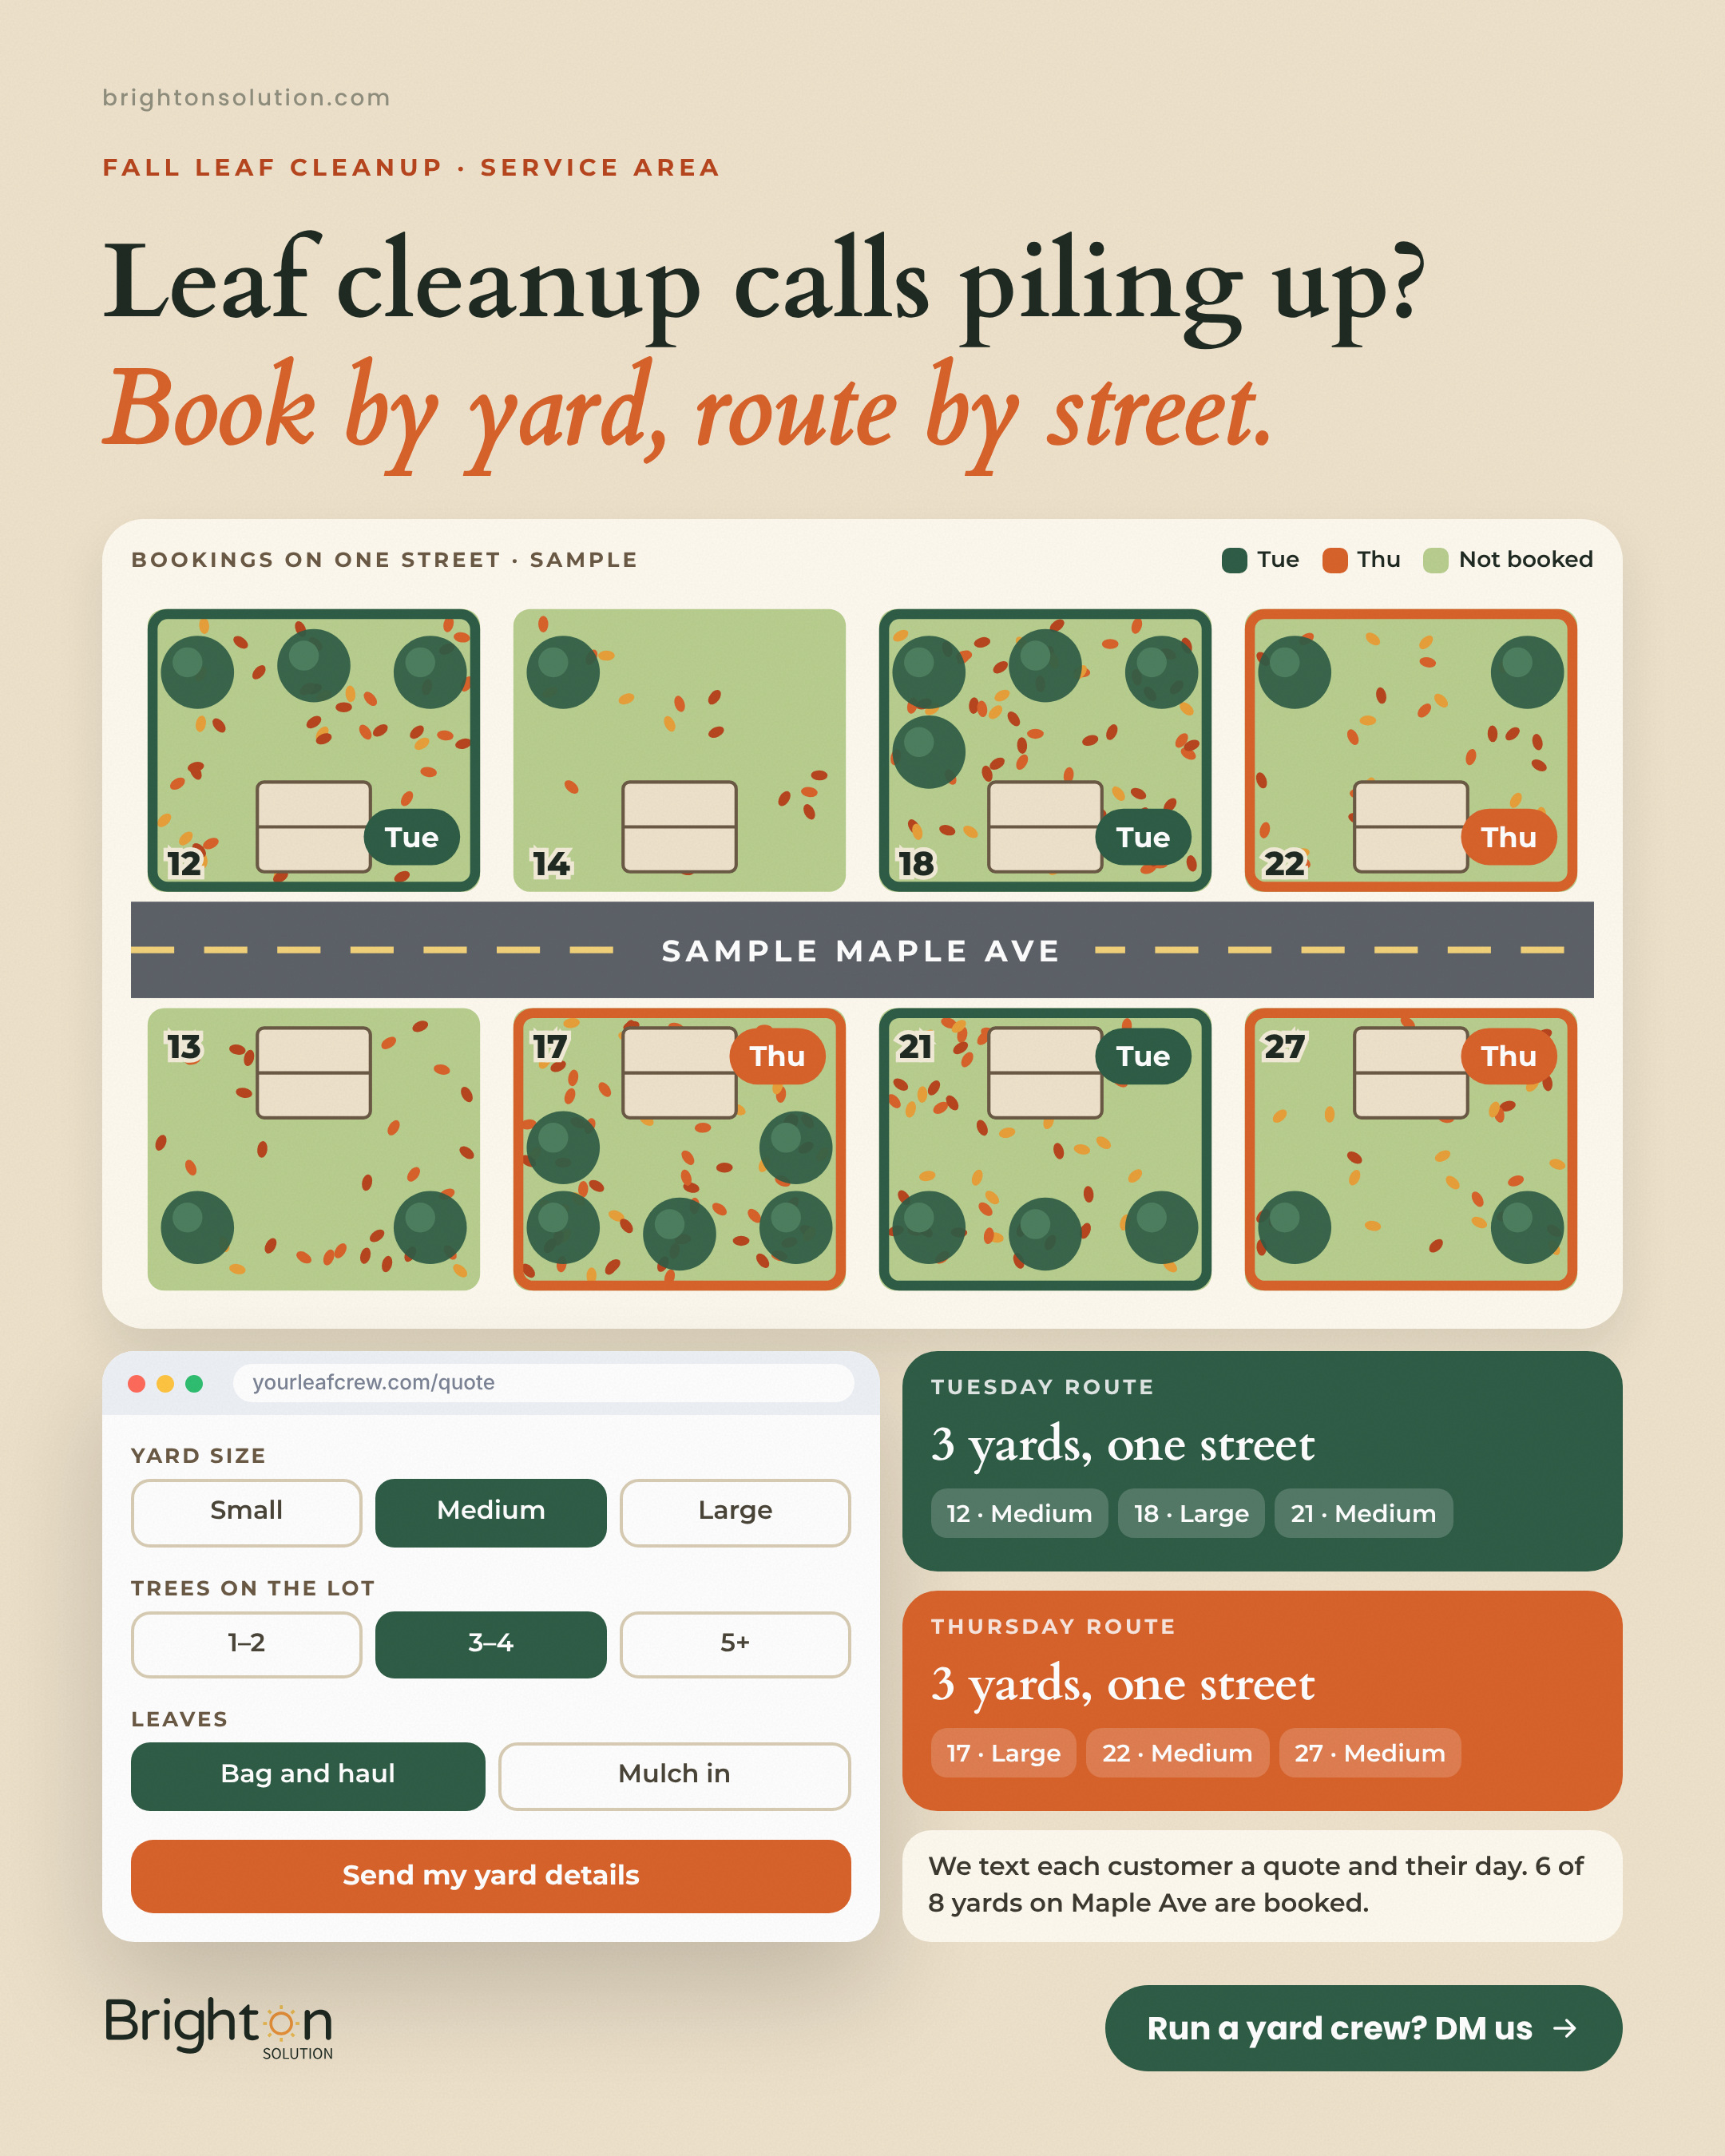 brightonsolution.com
FALL LEAF CLEANUP · SERVICE AREA
Leaf cleanup calls piling up?
Book by yard, route by street.
BOOKINGS ON ONE STREET · SAMPLE
Tue
Thu
Not booked
12
Tue
14
18
Tue
22
Thu
SAMPLE MAPLE AVE
13
17
Thu
21
Tue
27
Thu
yourleafcrew.com/quote
YARD SIZE
Small
Medium
Large
TREES ON THE LOT
1–2
3–4
5+
LEAVES
Bag and haul
Mulch in
Send my yard details
TUESDAY ROUTE
3 yards, one street
12 · Medium
18 · Large
21 · Medium
THURSDAY ROUTE
3 yards, one street
17 · Large
22 · Medium
27 · Medium
We text each customer a quote and their day. 6 of
8 yards on Maple Ave are booked.
Brighton
SOLUTION
Run a yard crew? DM us →